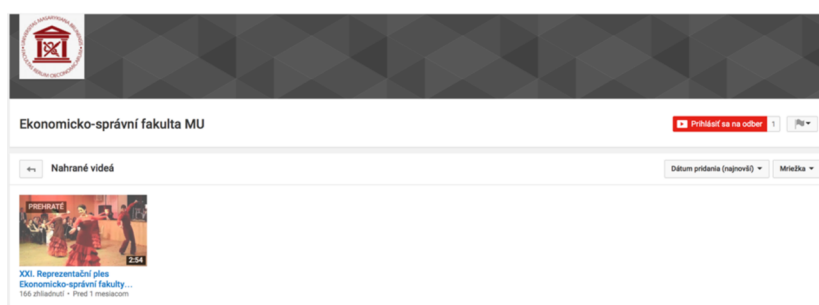 Ekonomicko-správní fakulta MU
Prihlásiť sa na odber 1
Nahrané videá
Dátum pridania (najnovší)
Mriežka
PREHRATÉ
2:54
XXI. Reprezentační ples
Ekonomicko-správní fakulty...
166 zhliadnutí • Pred 1 mesiacom